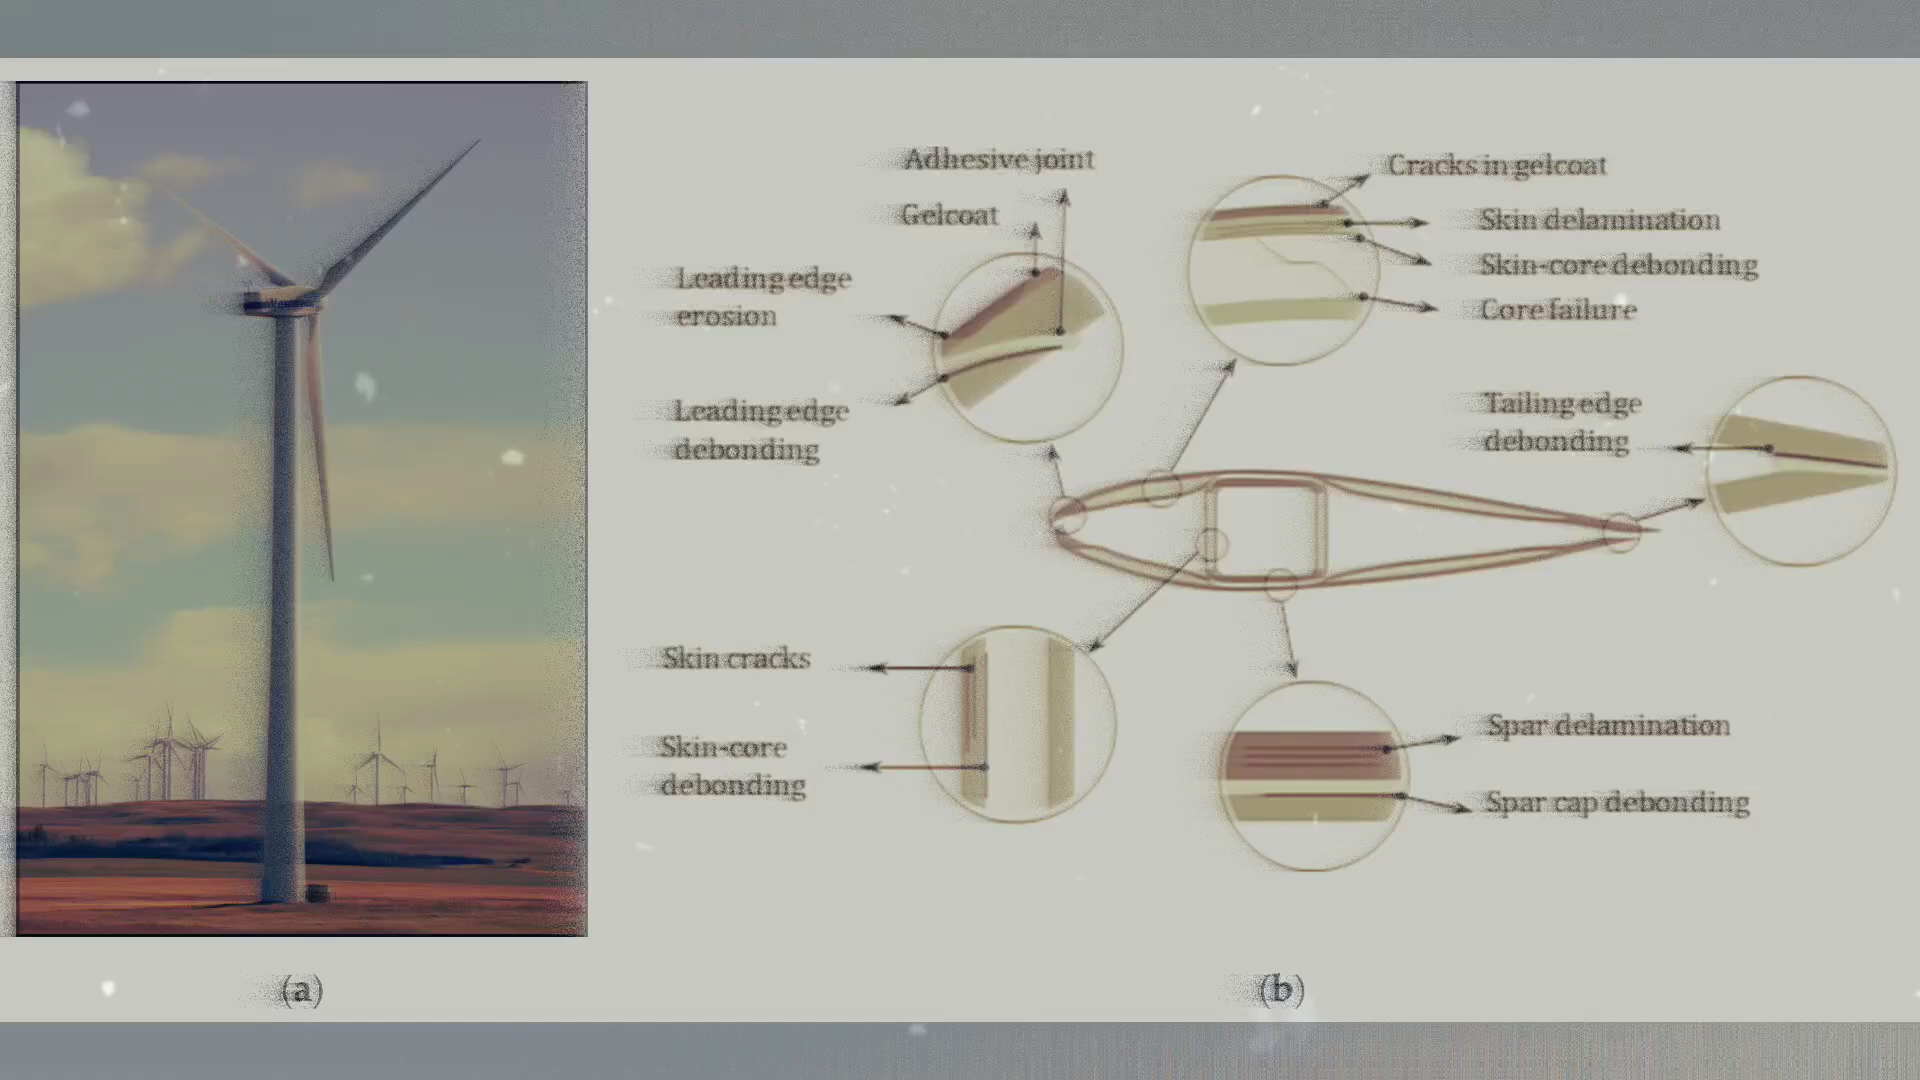 Adhesive joint
Gelcoat
Leading edge
erosion
Leading edge
debonding
Cracks in gelcoat
Skin delamination
Skin-core debonding
Core failure
Tailing edge
debonding
Skin cracks
Skin-core
debonding
Spar delamination
Spar cap debonding
(a)
(b)